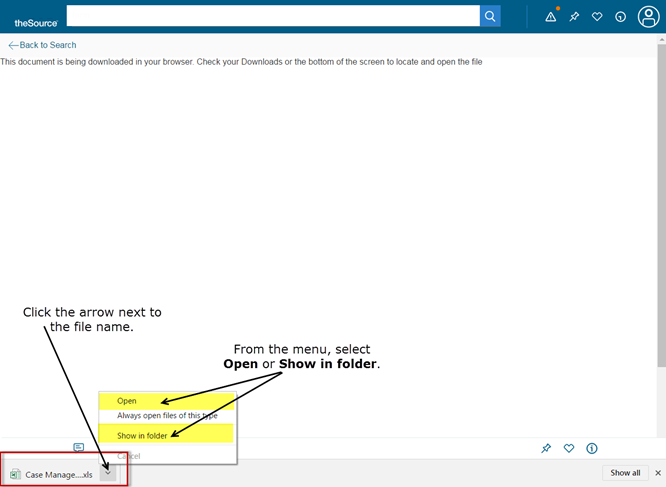 theSource
Back to Search
This document is being downloaded in your browser. Check your Downloads or the bottom of the screen to locate and open the file
Click the arrow next to
the file name.
From the menu, select
Open or Show in folder.
Open
Always open files of this type
Show in folder
Cancel
Case Manage....xls
Show all